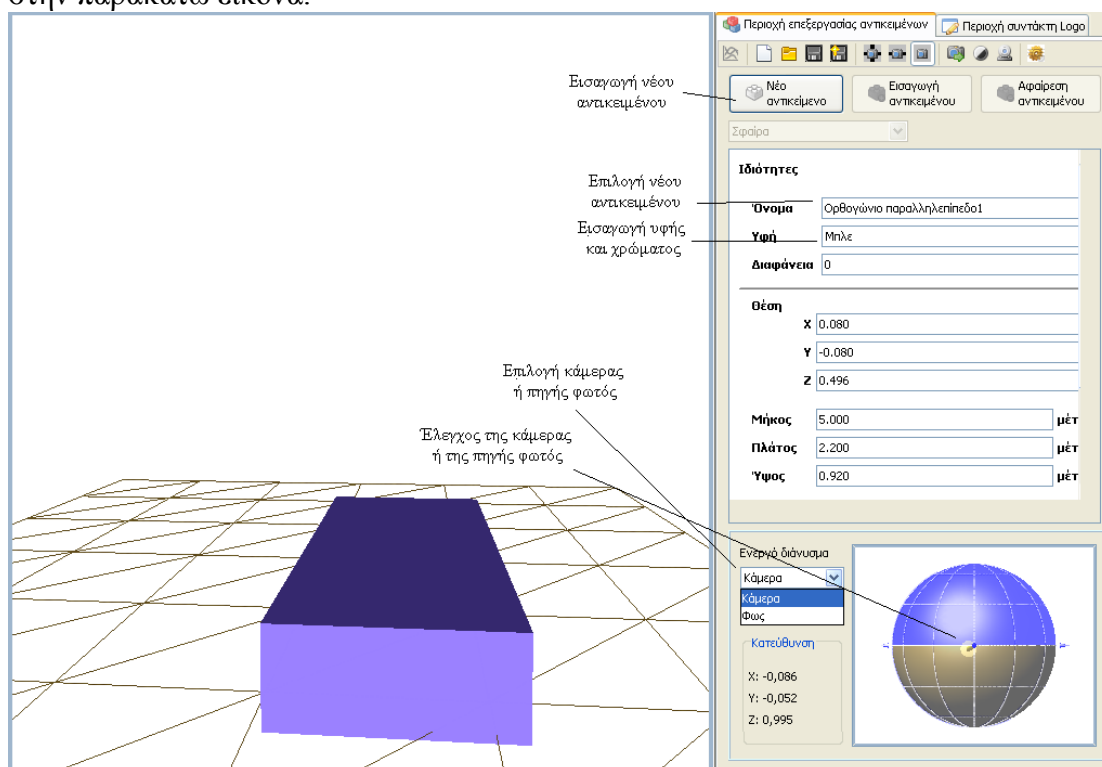 στην παρακάτω εικόνα.
Περιοχή επεξεργασίας αντικειμένων
Περιοχή συντάκτη Logo
Εισαγωγή νέου
αντικειμένου
Νέο
αντικείμενο
Εισαγωγή
αντικειμένου
Αφαίρεση
αντικειμένου
Σφαίρα
Ιδιότητες
Επιλογή νέου
αντικειμένου
Όνομα Ορθογώνιο παραλληλεπίπεδο1
Εισαγωγή υφής
και χρώματος
Υφή Μπλε
Διαφάνεια 0
Θέση
X 0.080
Y -0.080
Z 0.496
Επιλογή κάμερας
ή πηγής φωτός
Μήκος 5.000 μέτ
Πλάτος 2.200 μέτ
Ύψος 0.920 μέτ
Έλεγχος της κάμερας
ή της πηγής φωτός
Ενεργό διάνυσμα
Κάμερα
Κάμερα
Φως
Κατεύθυνση
X: -0,086
Y: -0,052
Z: 0,995